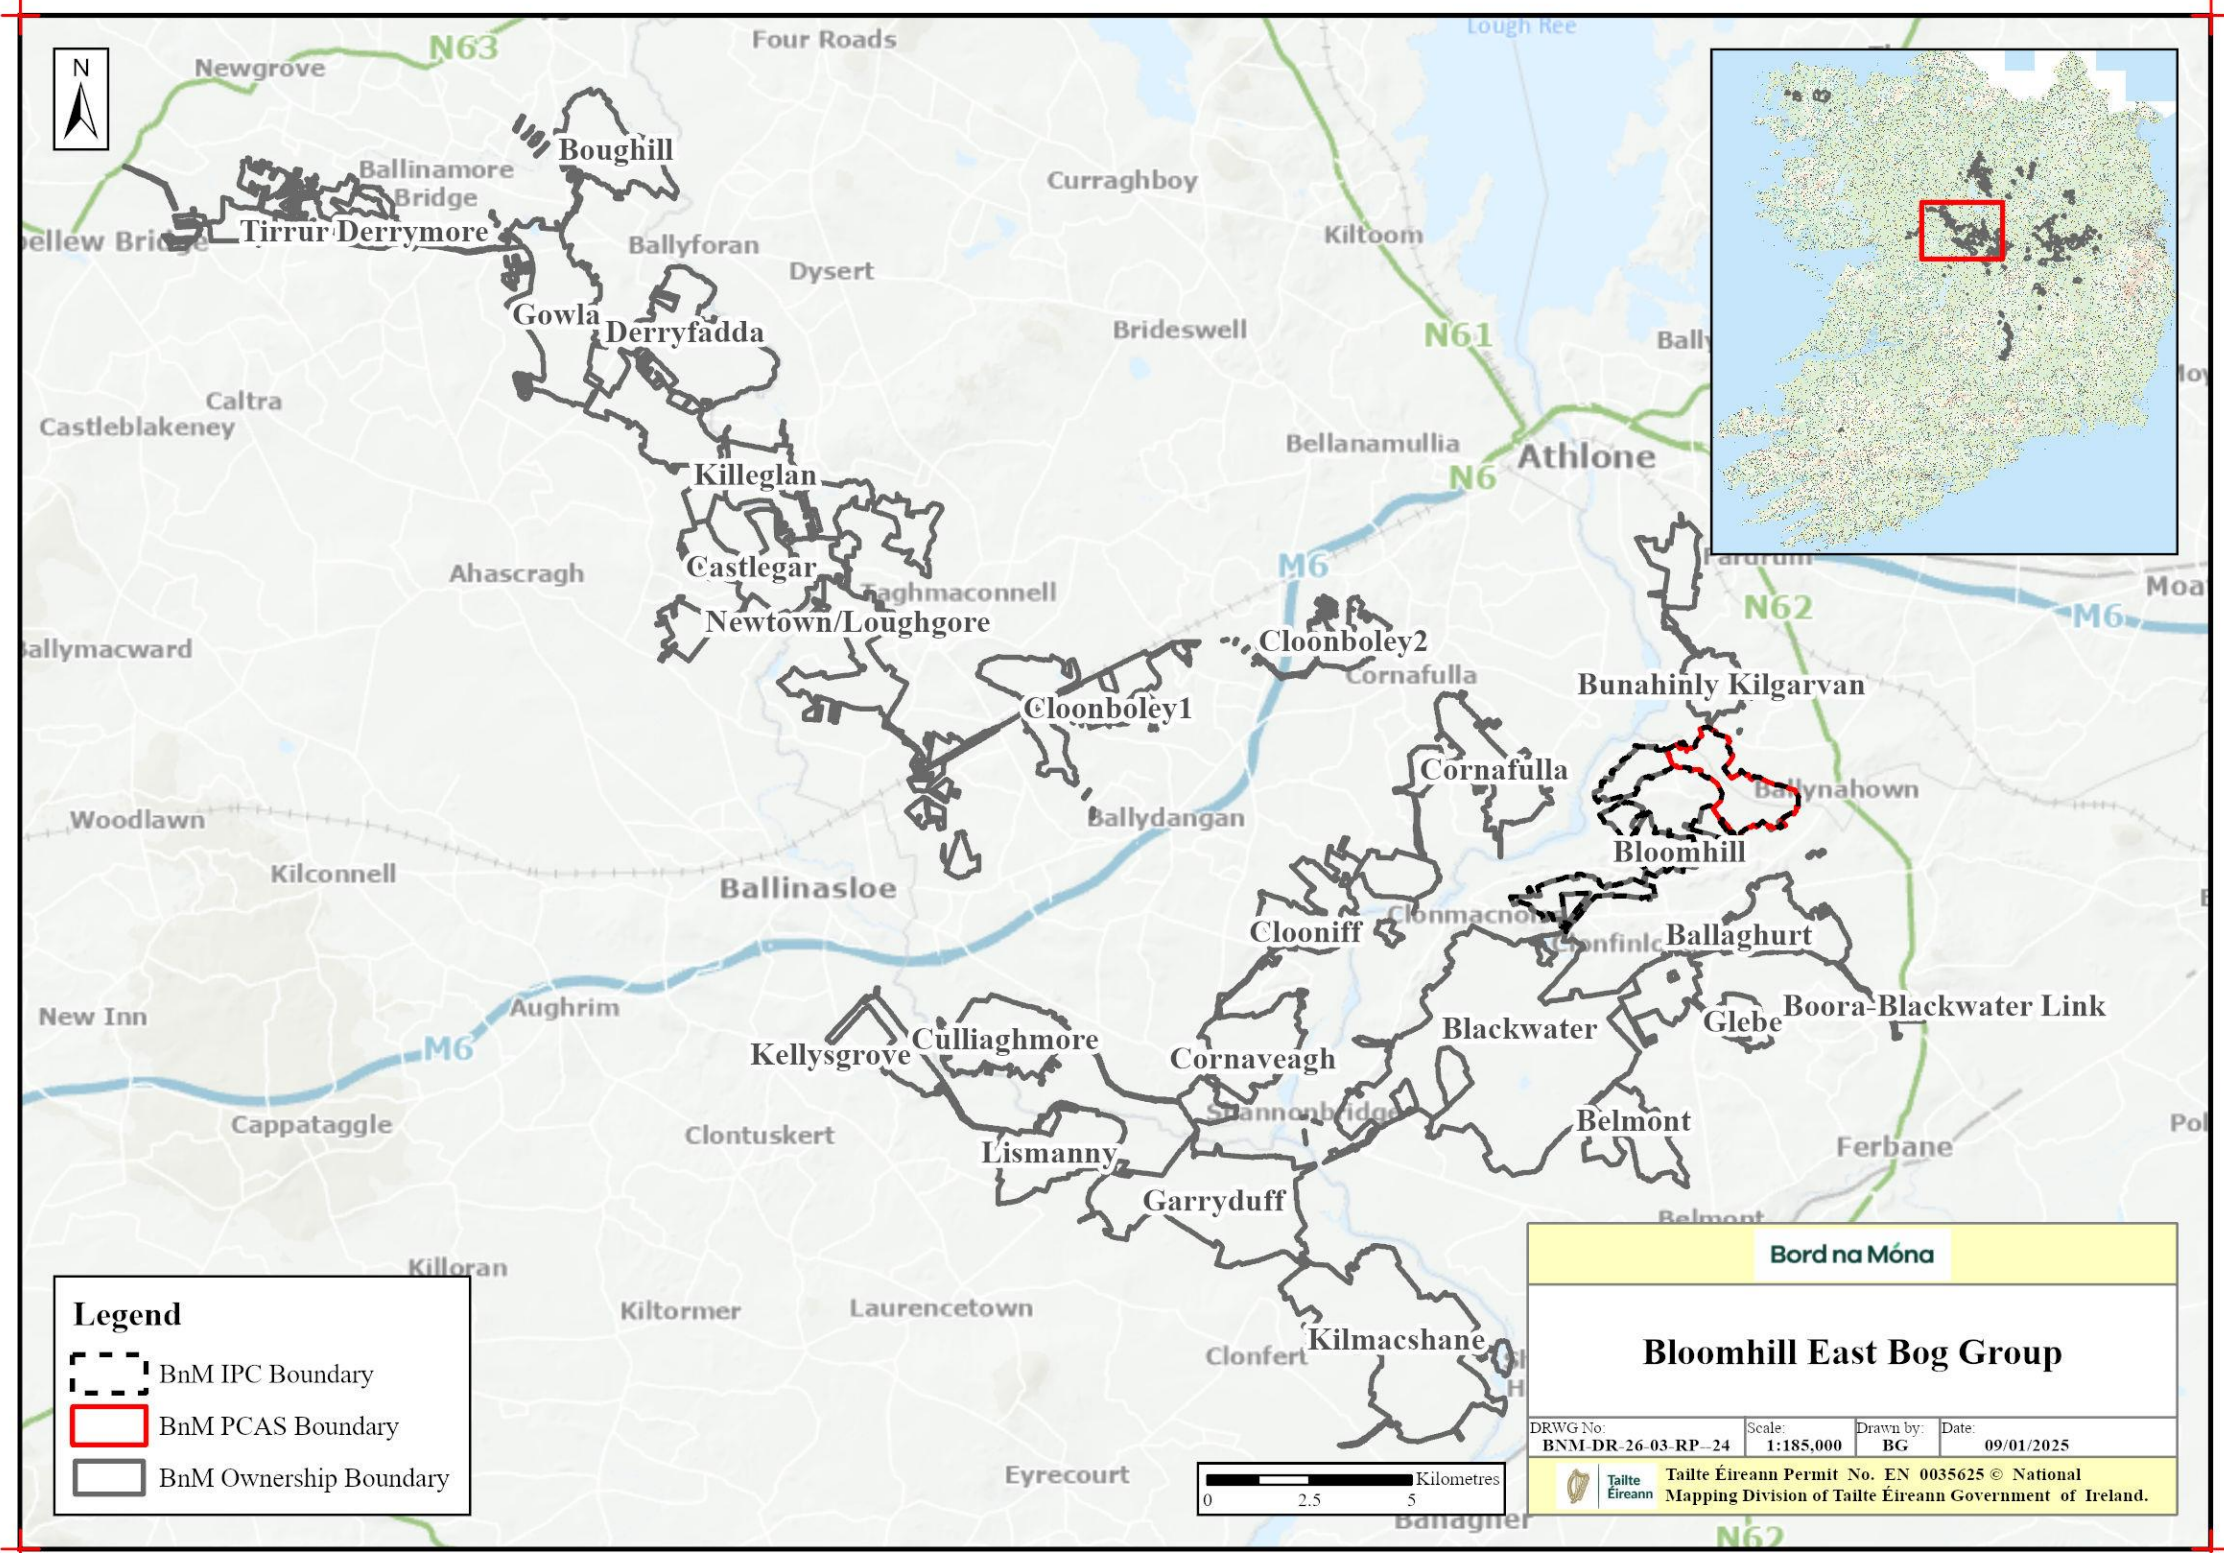 Lough Ree
Four Roads
N63
Newgrove
N
Boughill
Ballinamore
Bridge
Curraghboy
Tirrur Derrymore
Kiltoom
Ballyforan
Dysert
Gowla
Derryfadda
Brideswell
N61
Caltra
Castleblakeney
Bellanamullia
Athlone
N6
Killeglan
Castlegar
Ahascragh
M6
Taghmaconnell
N62
M6
Newtown/Loughgore
Cloonboley2
Cornafulla
Ballymacward
Bunahinly Kilgarvan
Cloonboley1
Cornafulla
Ballynahown
Ballydangan
Woodlawn
Bloomhill
Kilconnell
Ballinasloe
Clooniff
Ballaghurt
Aughrim
New Inn
Boora-Blackwater Link
Glebe
Blackwater
Culliaghmore
Kellysgrove
Cornaveagh
M6
Shannonbridge
Cappataggle
Clontuskert
Belmont
Ferbane
Lismanny
Garryduff
Belmont
Killoran
Kiltormer
Laurencetown
Clonfert
Kilmacshane
Eyrecourt
Banagher
N62
Legend
BnM IPC Boundary
BnM PCAS Boundary
BnM Ownership Boundary
Kilometres
0 2.5 5
Bord na Móna
Bloomhill East Bog Group
DRWG No: Scale: Drawn by: Date:
BNM-DR-26-03-RP--24 1:185,000 BG 09/01/2025
Tailte
Éireann
Tailte Éireann Permit No. EN 0035625 © National
Mapping Division of Tailte Éireann Government of Ireland.